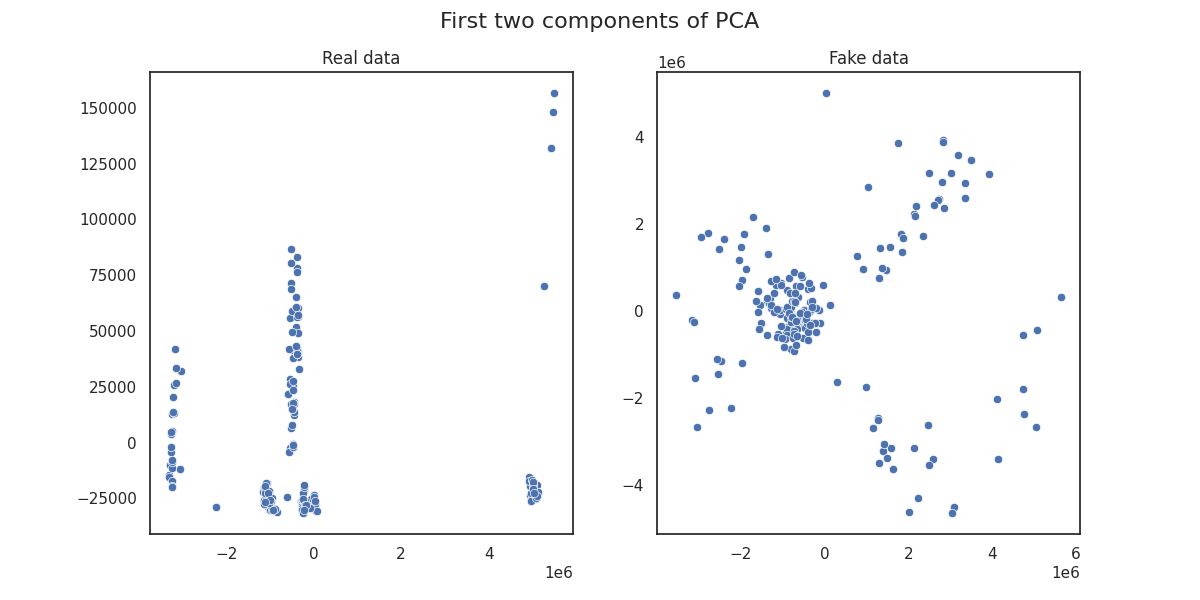 First two components of PCA
Real data
150000
125000
100000
75000
50000
25000
0
−25000
−2 0 2 4
1e6
Fake data
1e6
4
2
0
−2
−4
−2 0 2 4 6
1e6